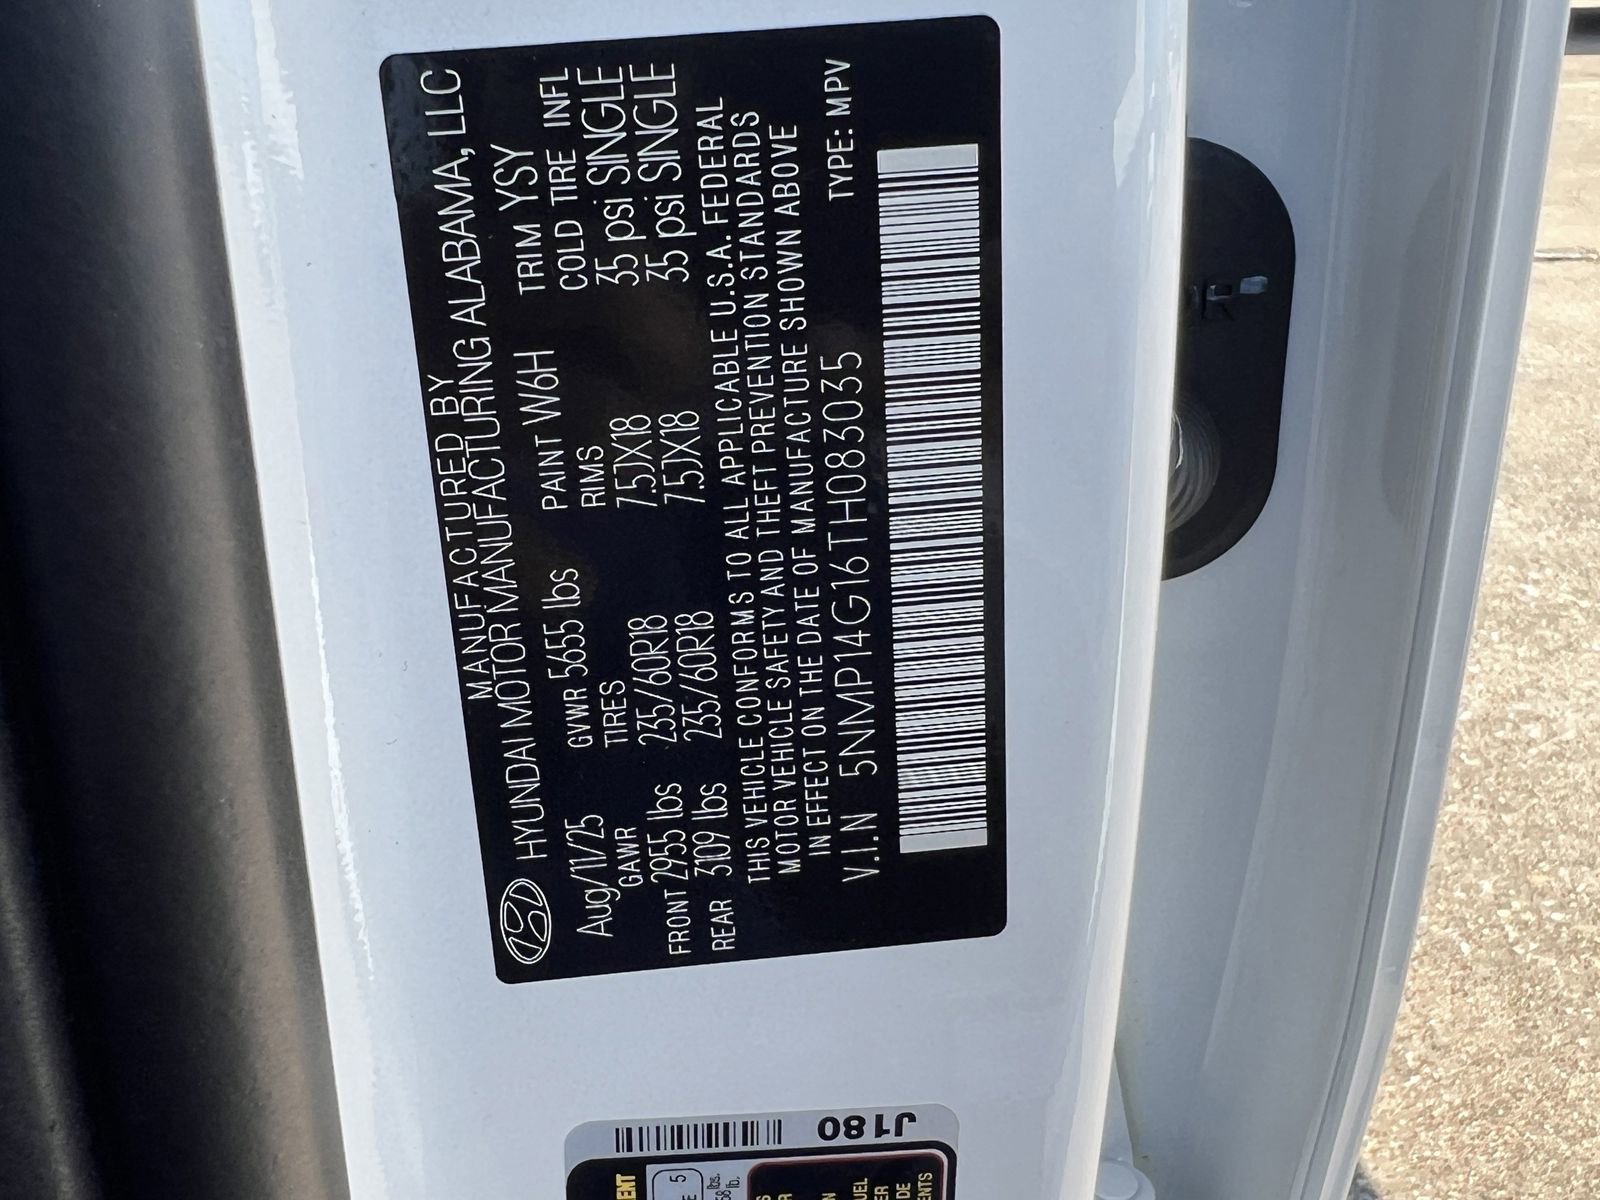 MANUFACTURED BY
HYUNDAI MOTOR MANUFACTURING ALABAMA, LLC
Aug/11/25 GVWR 5655 lbs PAINT W6H TRIM YSY
GAWR TIRES RIMS COLD TIRE INFL
FRONT 2955 lbs 235/60R18 7.5JX18 35 psi SINGLE
REAR 3109 lbs 235/60R18 7.5JX18 35 psi SINGLE
THIS VEHICLE CONFORMS TO ALL APPLICABLE U.S.A. FEDERAL
MOTOR VEHICLE SAFETY AND THEFT PREVENTION STANDARDS
IN EFFECT ON THE DATE OF MANUFACTURE SHOWN ABOVE
V.I.N 5NMP14G16TH083035 TYPE: MPV
J180
5
lbs.
lb.